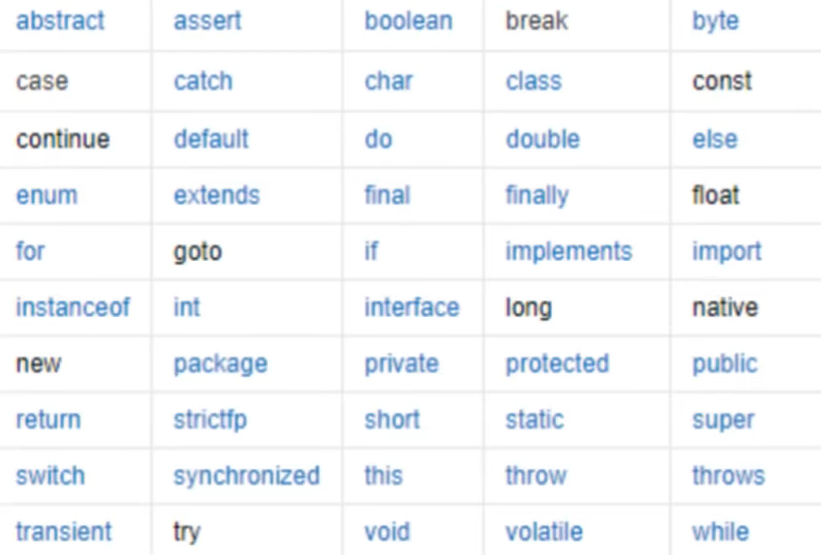 abstract assert boolean break byte
case catch char class const
continue default do double else
enum extends final finally float
for goto if implements import
instanceof int interface long native
new package private protected public
return strictfp short static super
switch synchronized this throw throws
transient try void volatile while